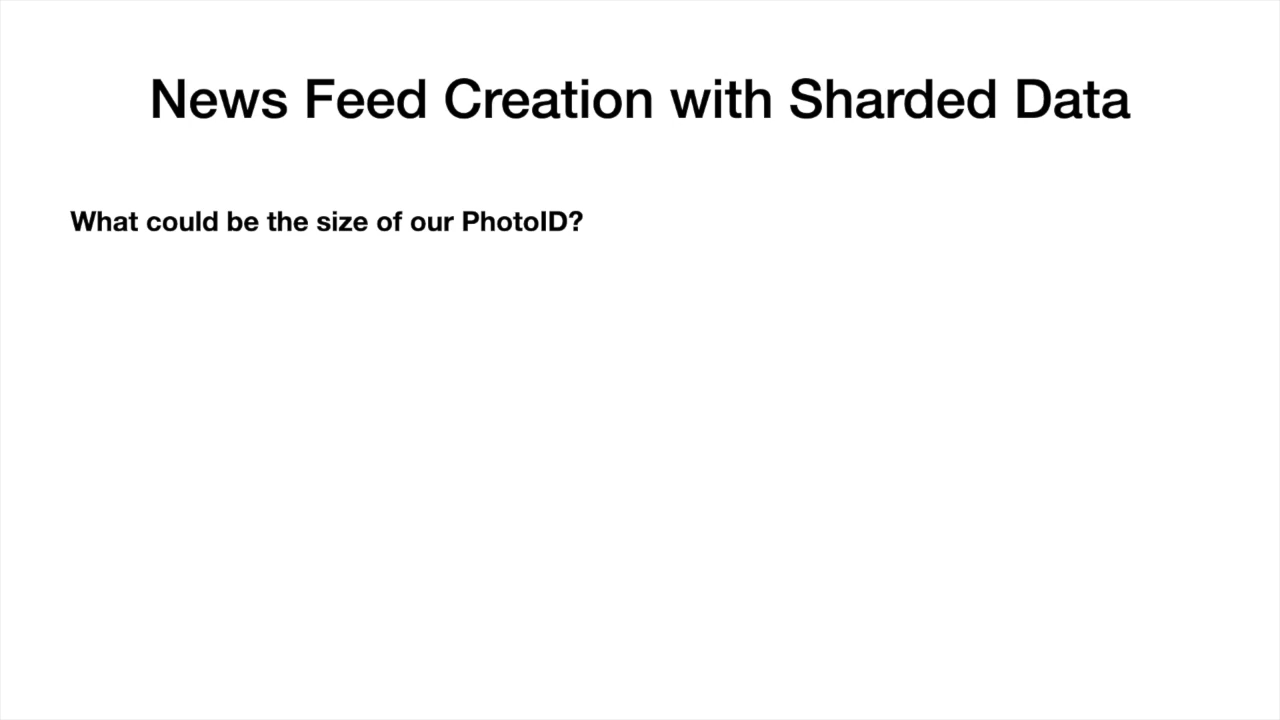 News Feed Creation with Sharded Data
What could be the size of our PhotoID?